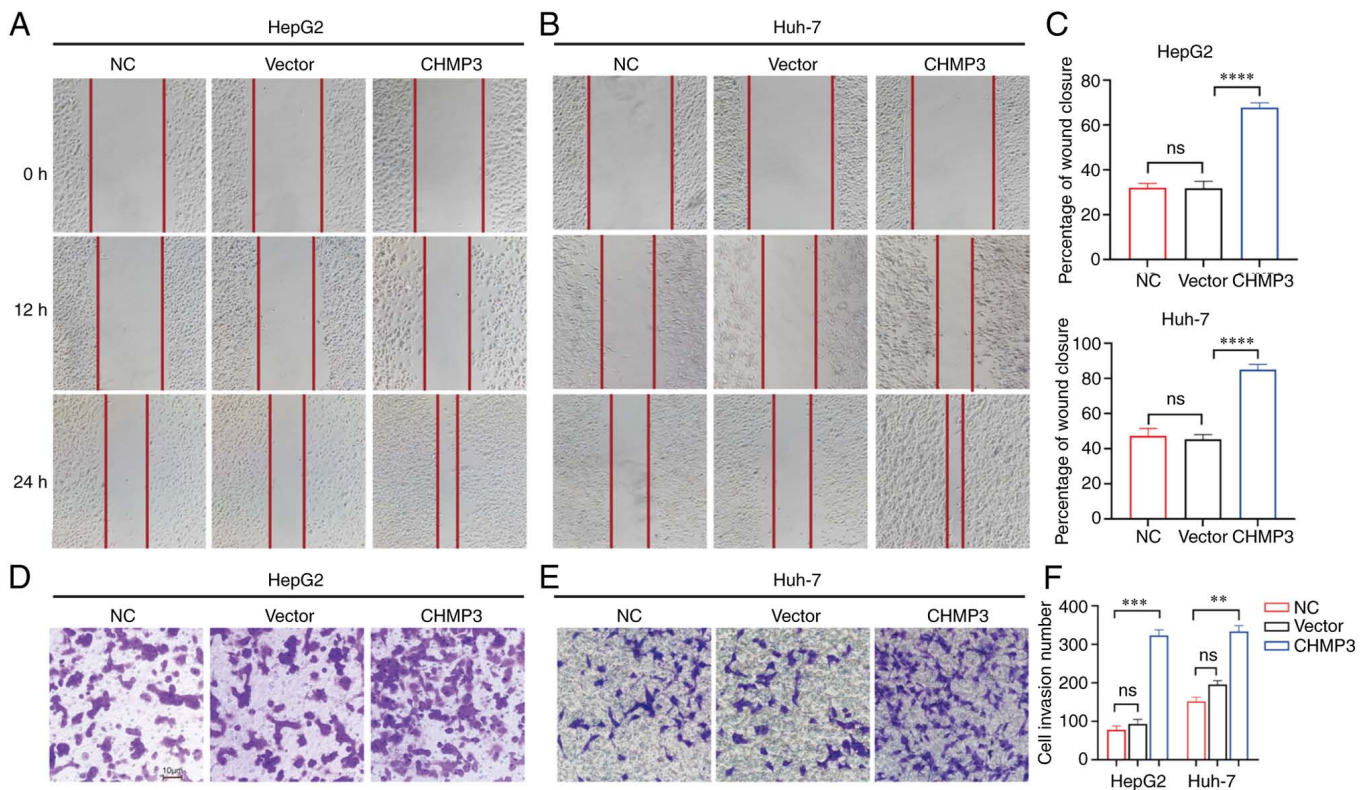 A
HepG2
NC Vector CHMP3
0 h
12 h
24 h
B
Huh-7
NC Vector CHMP3
C
HepG2
Percentage of wound closure
80
60
40
20
0
ns
****
NC Vector CHMP3
Huh-7
Percentage of wound closure
100
80
60
40
20
0
ns
****
NC Vector CHMP3
D
HepG2
NC Vector CHMP3
10μm
E
Huh-7
NC Vector CHMP3
F
Cell invasion number
400
300
200
100
0
***
ns
**
ns
HepG2 Huh-7
NC
Vector
CHMP3